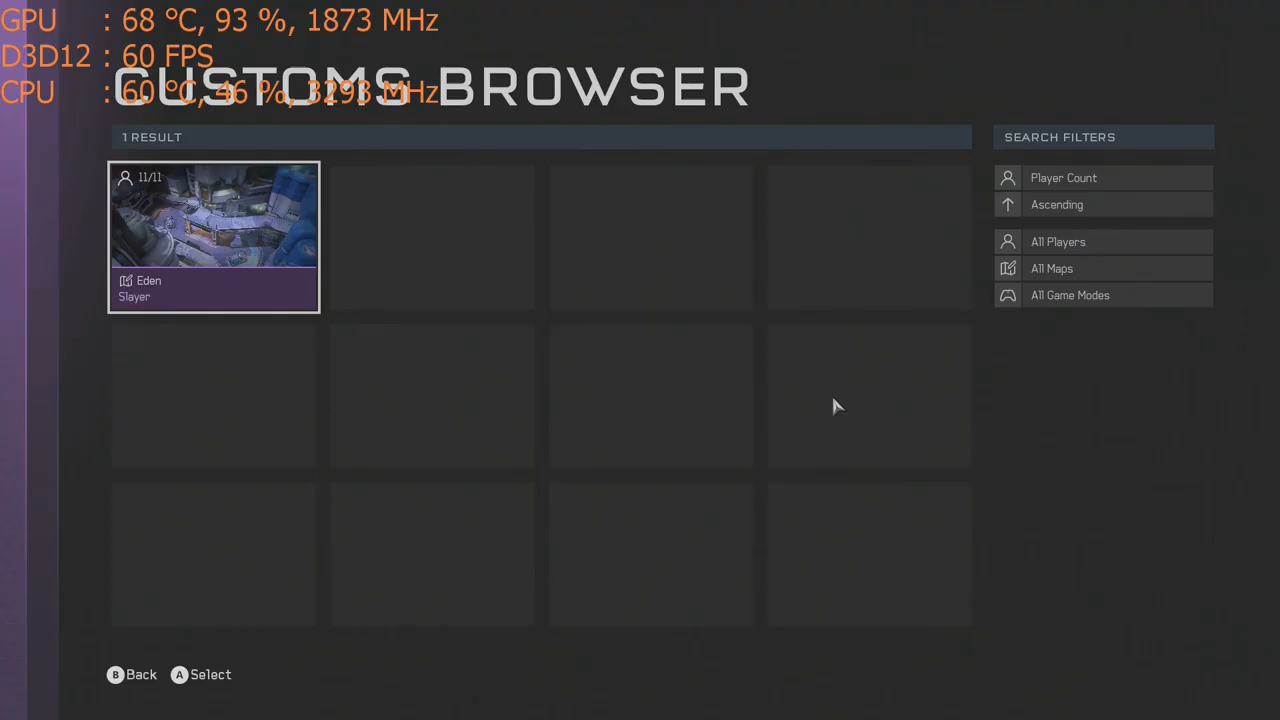 GPU : 68 °C, 93 %, 1873 MHz
D3D12 : 60 FPS
CPU : 60 °C, 46 %, 3293 MHz
CUSTOMS BROWSER
1 RESULT
SEARCH FILTERS
11/11
Eden
Slayer
Player Count
Ascending
All Players
All Maps
All Game Modes
B Back A Select